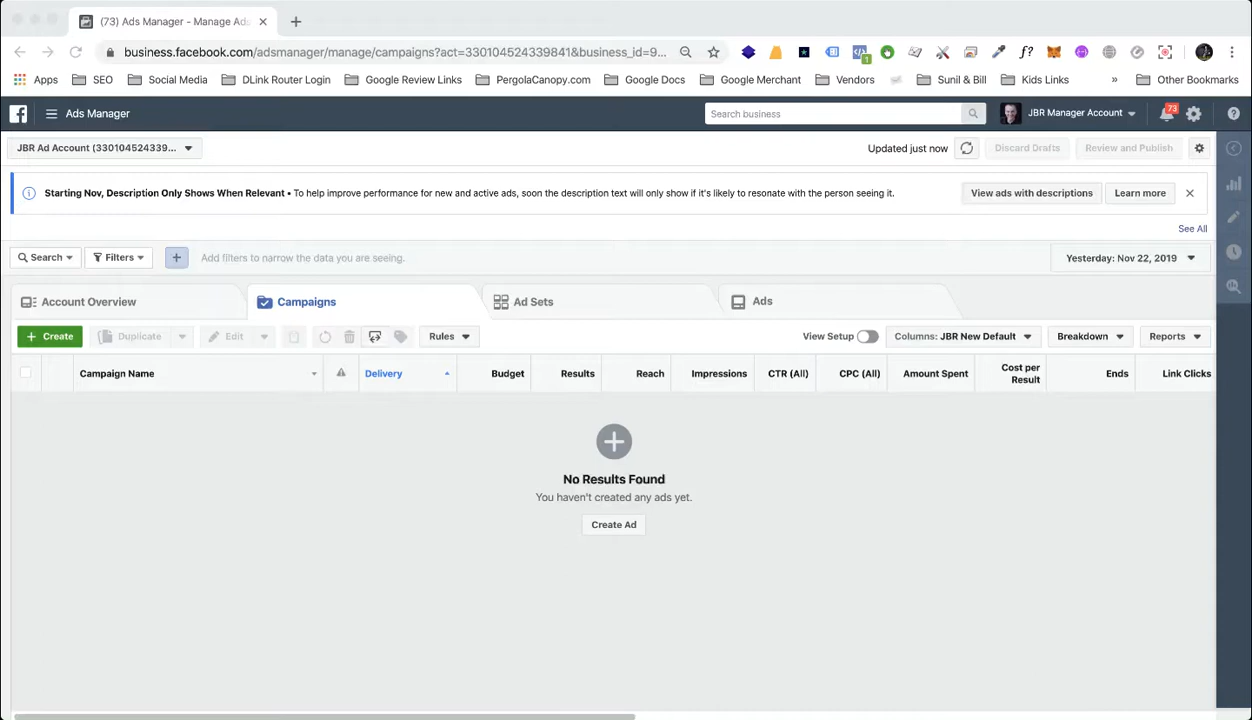 (73) Ads Manager - Manage Ads
business.facebook.com/adsmanager/manage/campaigns?act=330104524339841&business_id=9...
Apps SEO Social Media DLink Router Login Google Review Links PergolaCanopy.com Google Docs Google Merchant Vendors Sunil & Bill Kids Links » Other Bookmarks
Ads Manager Search business JBR Manager Account 73
JBR Ad Account (330104524339... Updated just now Discard Drafts Review and Publish
Starting Nov, Description Only Shows When Relevant • To help improve performance for new and active ads, soon the description text will only show if it's likely to resonate with the person seeing it. View ads with descriptions Learn more
See All
Search Filters Add filters to narrow the data you are seeing. Yesterday: Nov 22, 2019
Account Overview Campaigns Ad Sets Ads
+ Create Duplicate Edit Rules View Setup Columns: JBR New Default Breakdown Reports
Campaign Name Delivery Budget Results Reach Impressions CTR (All) CPC (All) Amount Spent Cost per Result Ends Link Clicks
No Results Found
You haven't created any ads yet.
Create Ad